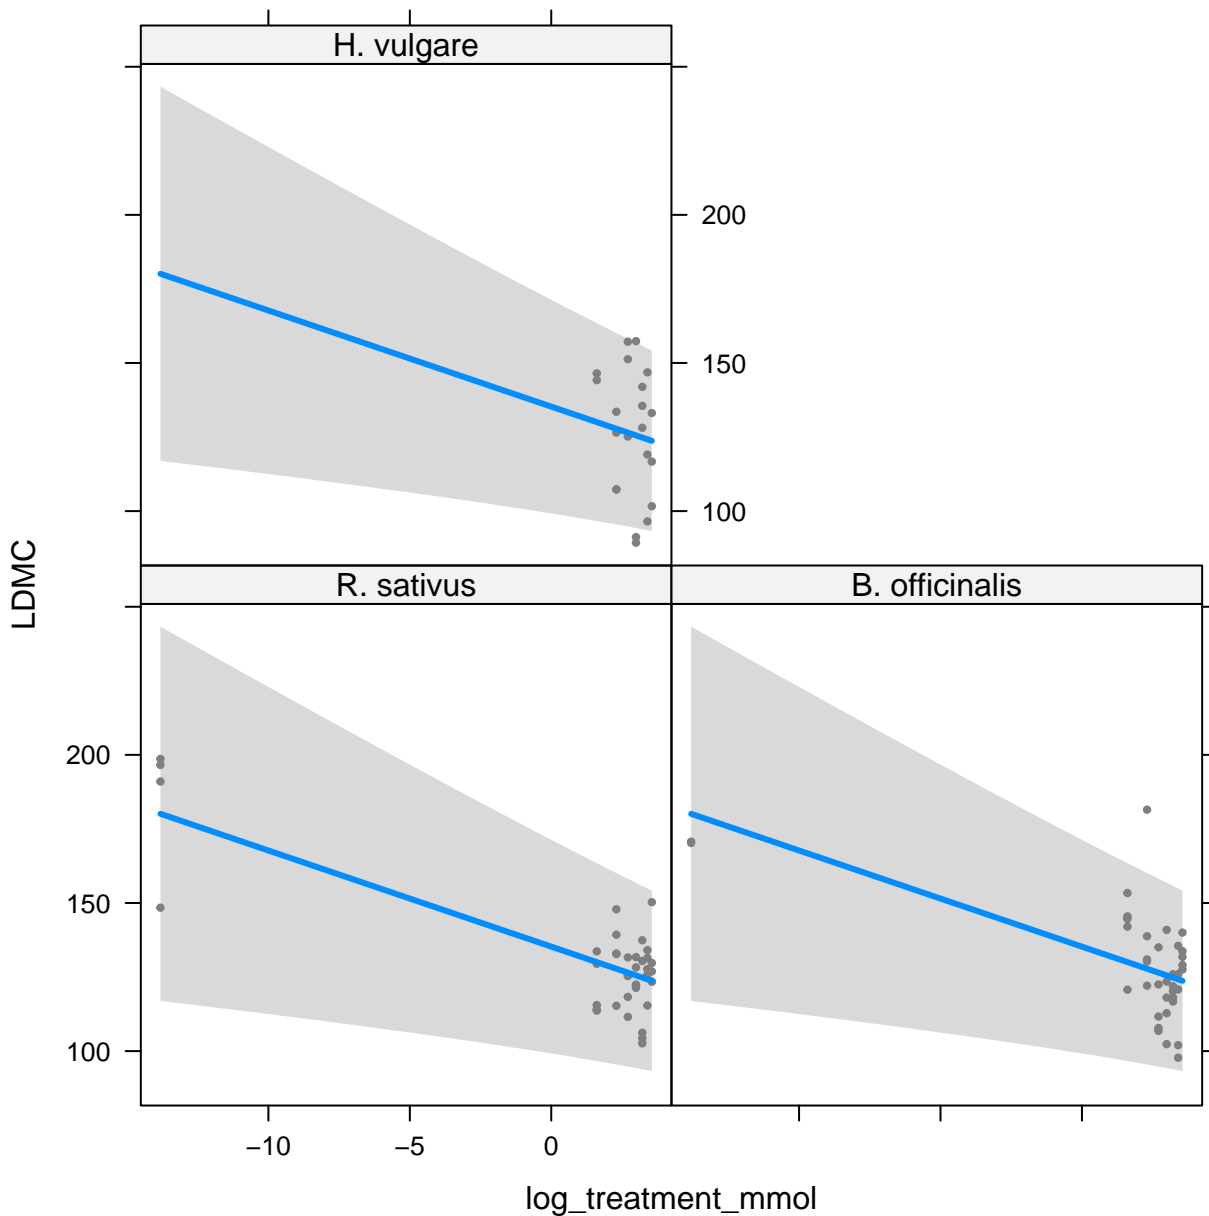 H. vulgare
200
150
100
LDMC
R. sativus
B. officinalis
200
150
100
−10
−5
0
log_treatment_mmol